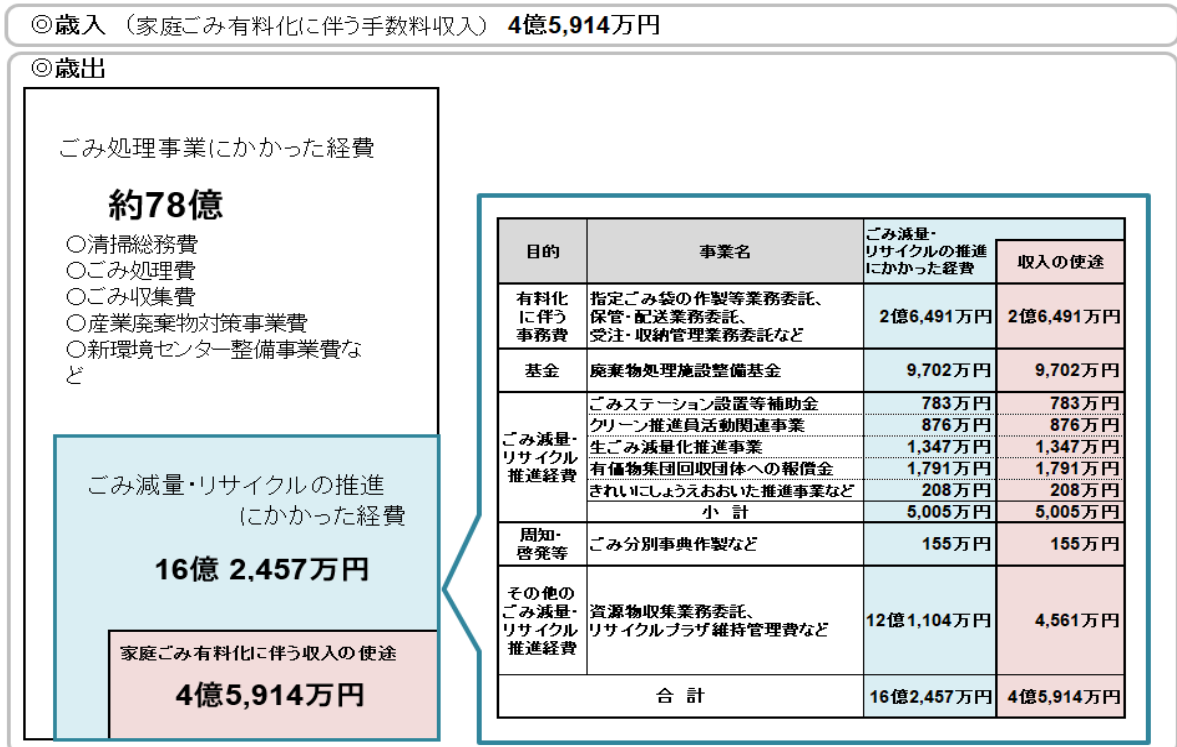 ◎歳入 （家庭ごみ有料化に伴う手数料収入） 4億5,914万円
◎歳出
ごみ処理事業にかかった経費
約78億
○清掃総務費
○ごみ処理費
○ごみ収集費
○産業廃棄物対策事業費
○新環境センター整備事業費な
ど
ごみ減量・リサイクルの推進
にかかった経費
16億 2,457万円
家庭ごみ有料化に伴う収入の使途
4億5,914万円
目的
事業名
ごみ減量・
リサイクルの推進
にかかった経費
収入の使途
有料化
に伴う
事務費
指定ごみ袋の作製等業務委託、
保管・配送業務委託、
受注・収納管理業務委託など
2億6,491万円 2億6,491万円
基金 廃棄物処理施設整備基金 9,702万円 9,702万円
ごみ減量・
リサイクル
推進経費
ごみステーション設置等補助金 783万円 783万円
クリーン推進員活動関連事業 876万円 876万円
生ごみ減量化推進事業 1,347万円 1,347万円
有価物集団回収団体への報償金 1,791万円 1,791万円
きれいにしょうえおおいた推進事業など 208万円 208万円
小 計 5,005万円 5,005万円
周知・
啓発等
ごみ分別事典作製など 155万円 155万円
その他の
ごみ減量・
リサイクル
推進経費
資源物収集業務委託、
リサイクルプラザ維持管理費など
12億1,104万円 4,561万円
合 計 16億2,457万円 4億5,914万円